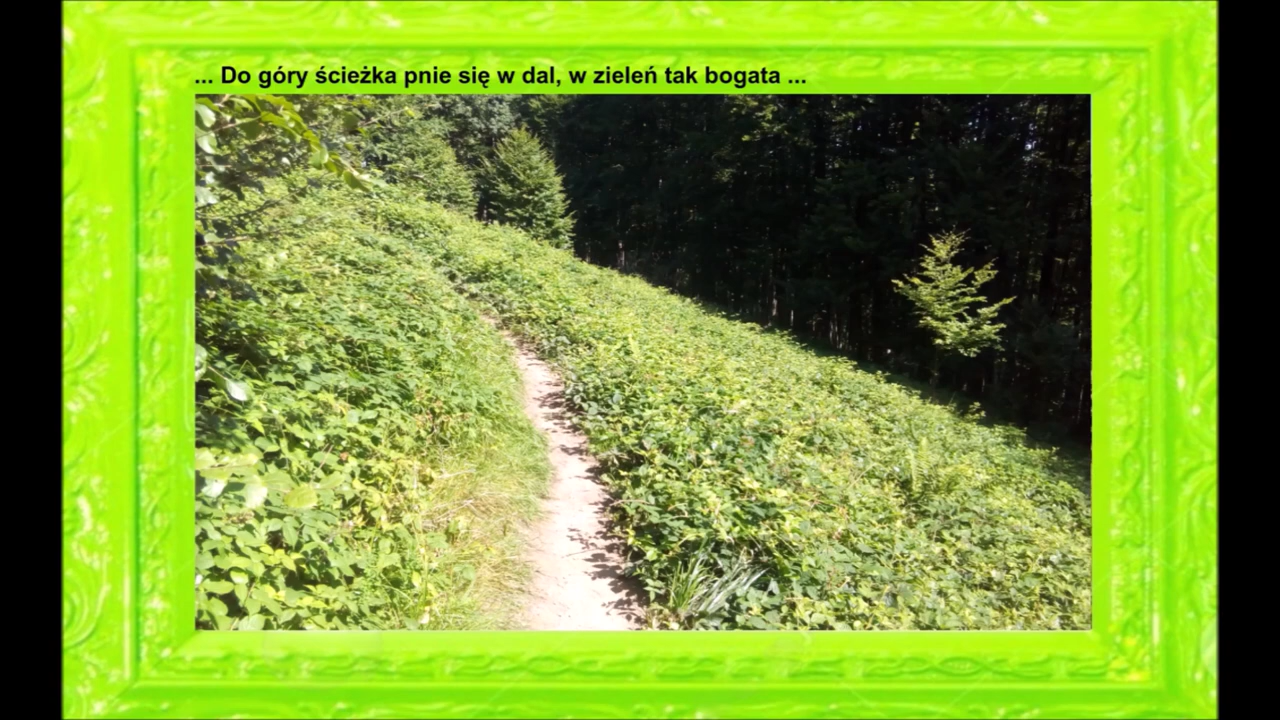 ... Do góry ścieżka pnie się w dal, w zieleń tak bogata ...